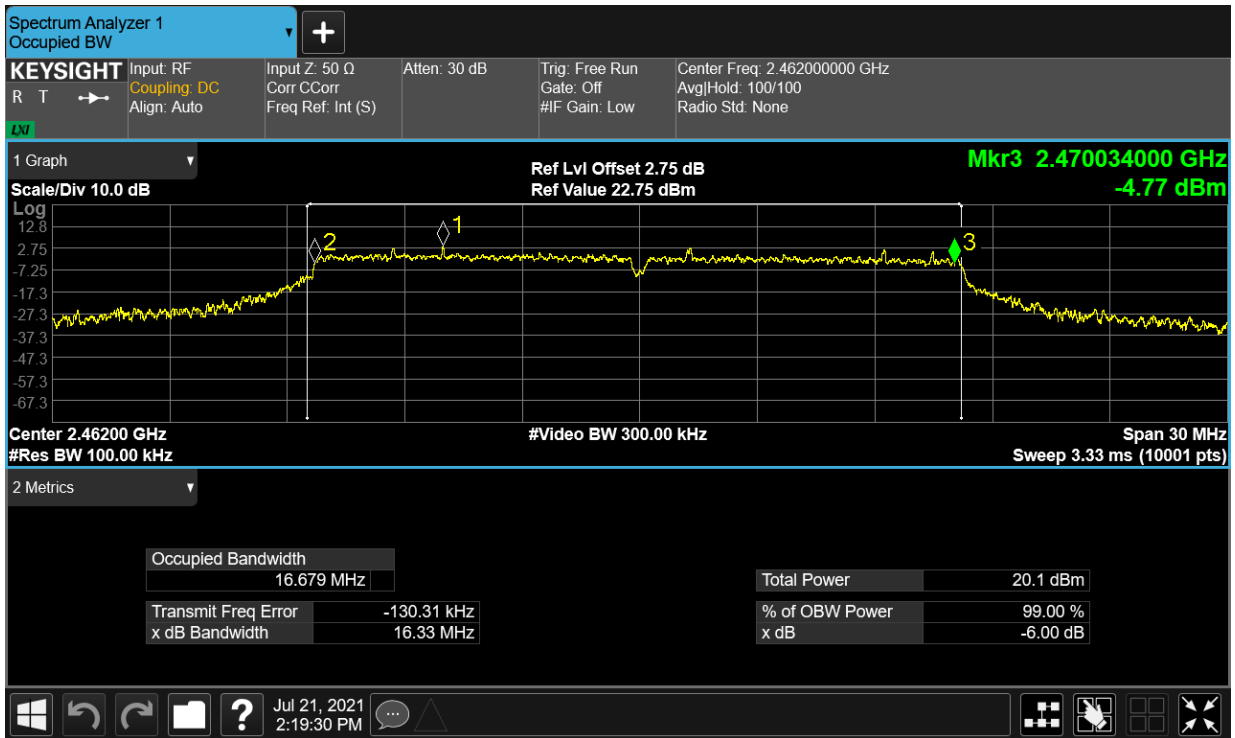 Spectrum Analyzer 1
Occupied BW
▼
+
KEYSIGHT
R T
LXI
Input: RF
Coupling: DC
Align: Auto
Input Z: 50 Ω
Corr CCorr
Freq Ref: Int (S)
Atten: 30 dB
Trig: Free Run
Gate: Off
#IF Gain: Low
Center Freq: 2.462000000 GHz
Avg|Hold: 100/100
Radio Std: None
1 Graph ▼
Scale/Div 10.0 dB
Ref Lvl Offset 2.75 dB
Ref Value 22.75 dBm
Mkr3 2.470034000 GHz
-4.77 dBm
Log
12.8
2.75
-7.25
-17.3
-27.3
-37.3
-47.3
-57.3
-67.3
2
1
3
Center 2.46200 GHz
#Res BW 100.00 kHz
#Video BW 300.00 kHz
Span 30 MHz
Sweep 3.33 ms (10001 pts)
2 Metrics ▼
Occupied Bandwidth
16.679 MHz
Transmit Freq Error -130.31 kHz
x dB Bandwidth 16.33 MHz
Total Power 20.1 dBm
% of OBW Power 99.00 %
x dB -6.00 dB
?
Jul 21, 2021
2:19:30 PM